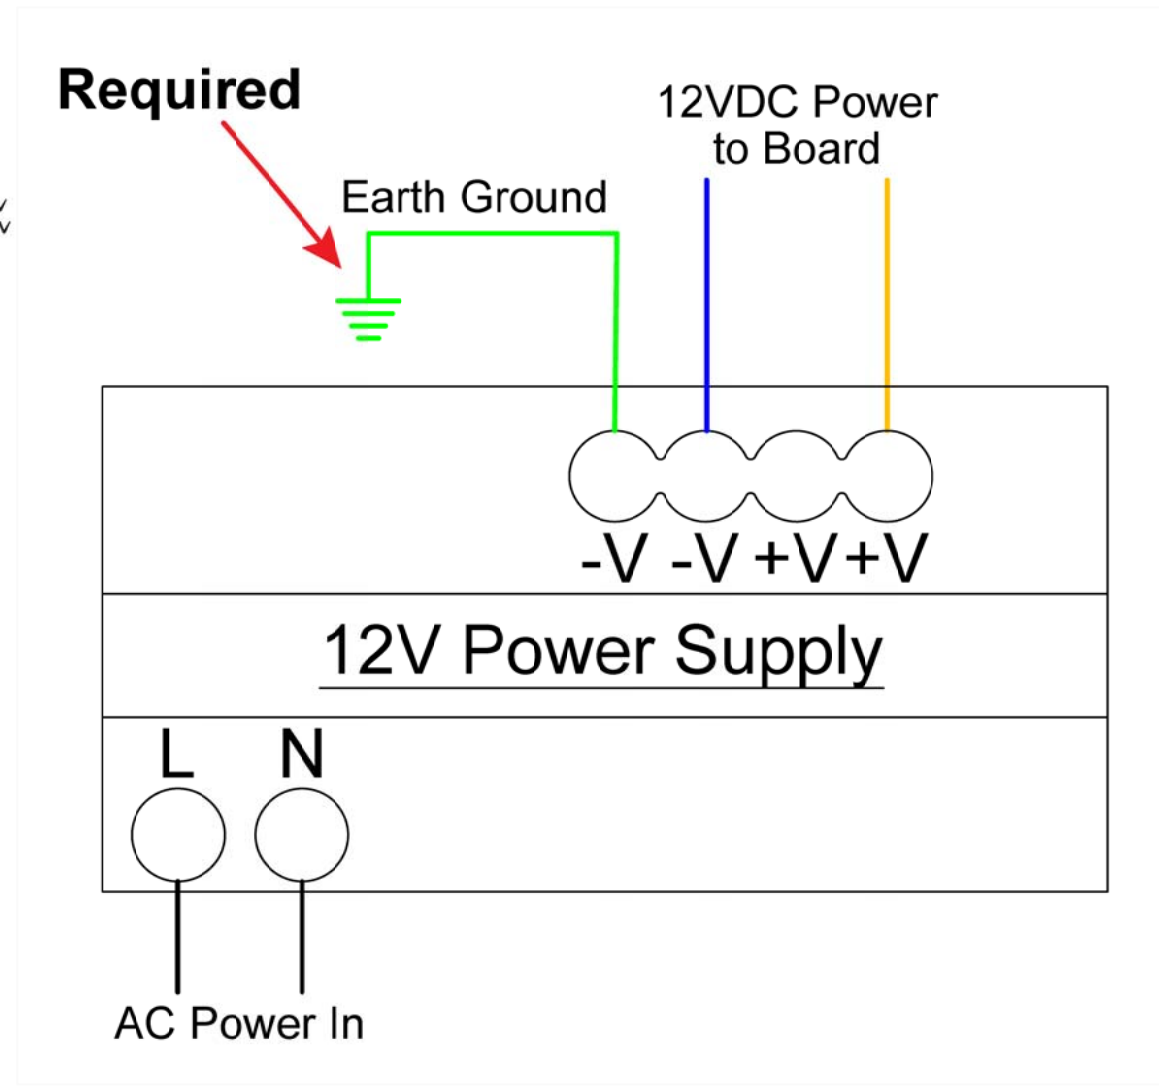 Required
12VDC Power
to Board
Earth Ground
-V -V +V +V
12V Power Supply
L N
AC Power In